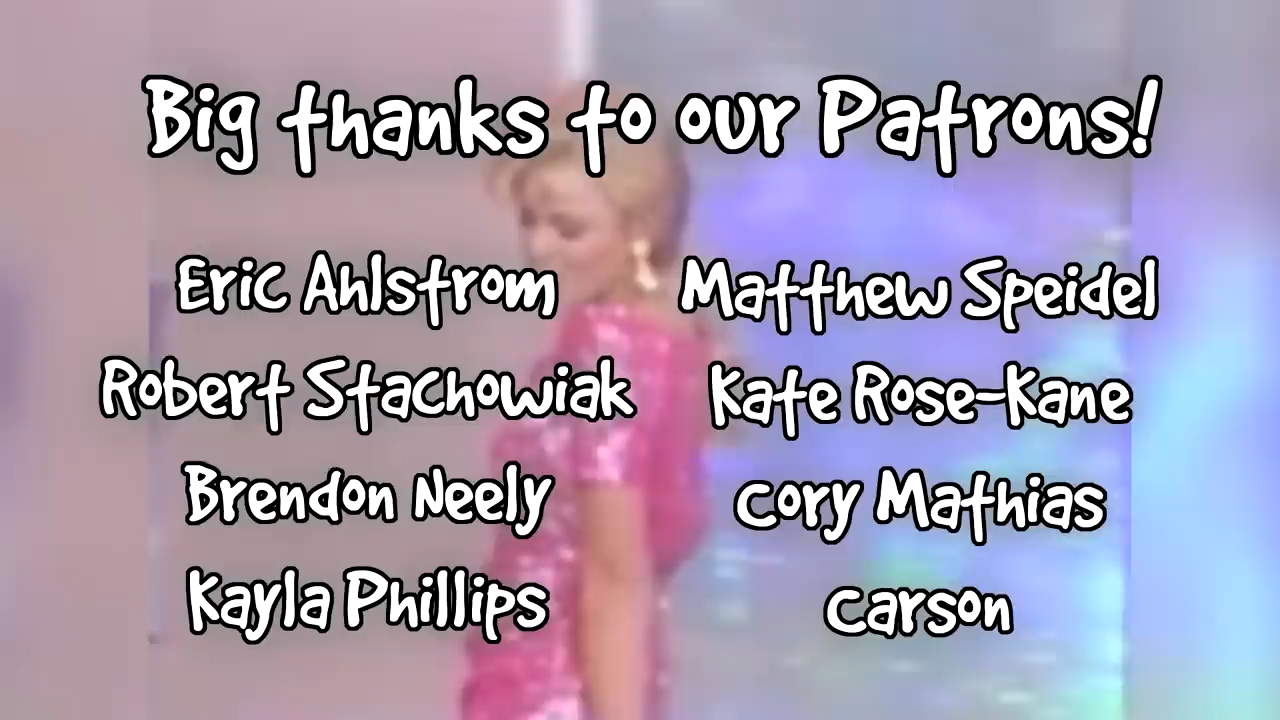 Big thanks to our Patrons!
Eric Ahlstrom
Matthew Speidel
Robert Stachowiak
Kate Rose-Kane
Brendon Neely
Cory Mathias
Kayla Phillips
Carson